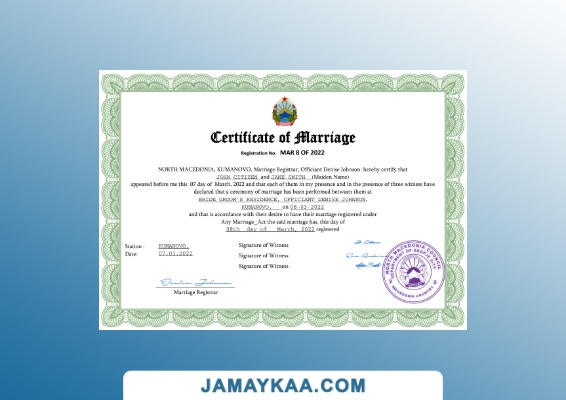 Certificate of Marriage
Registration No. MAR 8 OF 2022
NORTH MACEDONIA, KUMANOVO, Marriage Registrar, Officiant Denise Johnson hereby certify that
JOHN CITIZEN and JANE SMITH (Maiden Name)
appeared before me this 07 day of March, 2022 and that each of them in my presence and in the presence of three witness have
declared that a ceremony of marriage has been performed between them at
BRIDE GROOM'S RESIDENCE, OFFICIANT DENISE JOHNSON,
KUMANOVO, on 08-03-2022
and that is accordance with their desire to have their marriage registered under
Any Marriage_Act the said marriage has, this day of
08th day of March, 2022 registered
Station : KUMANOVO,
Date 07.03.2022
Signature of Witness
Signature of Witness
Signature of Witness
Denise Johnson
Marriage Registrar
NORTH MACEDONIA COUNCIL
JAMAYKAA.COM